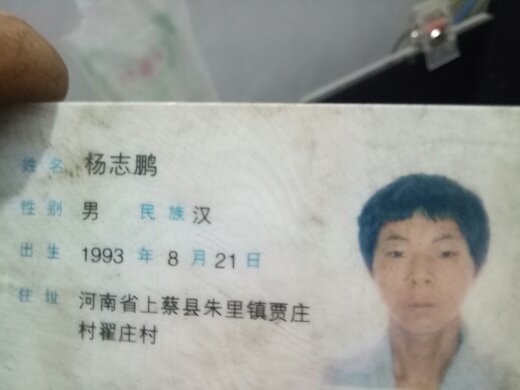 姓名 杨志鹏
性别 男 民族 汉
出生 1993 年 8 月 21 日
住址 河南省上蔡县朱里镇贾庄
村翟庄村